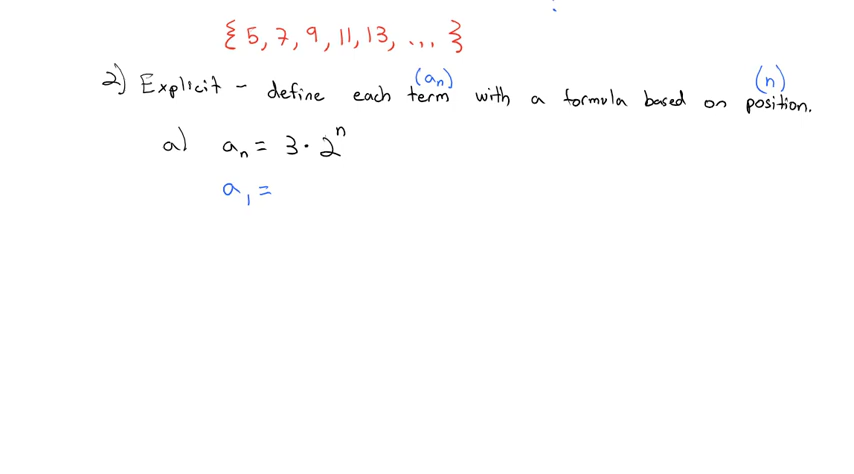 { 5, 7, 9, 11, 13, ... }
2) Explicit - define each term (aₙ) with a formula based on position. (n)
a) aₙ = 3 · 2ⁿ
a₁ =